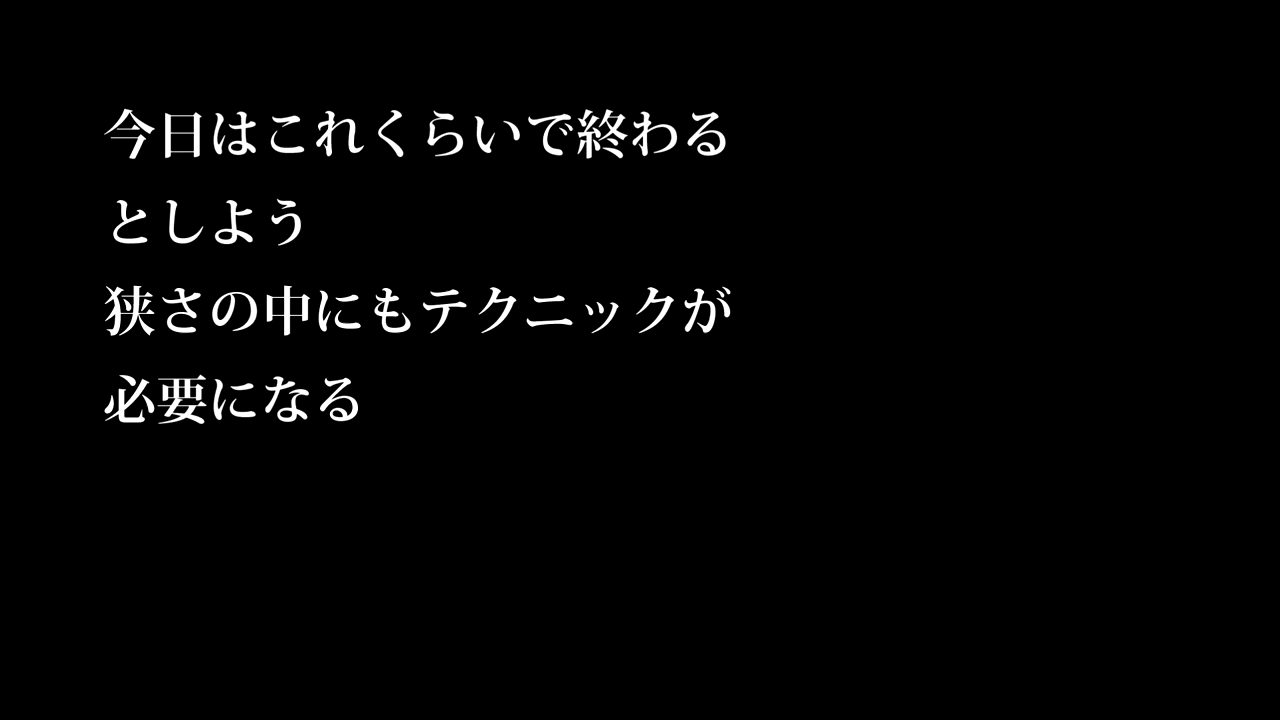 今日はこれくらいで終わる
としよう
狭さの中にもテクニックが
必要になる